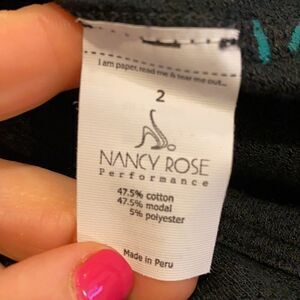 I am paper, read me & tear me out...
2
NANCY ROSE
Performance
47.5% cotton
47.5% modal
5% polyester
Made in Peru